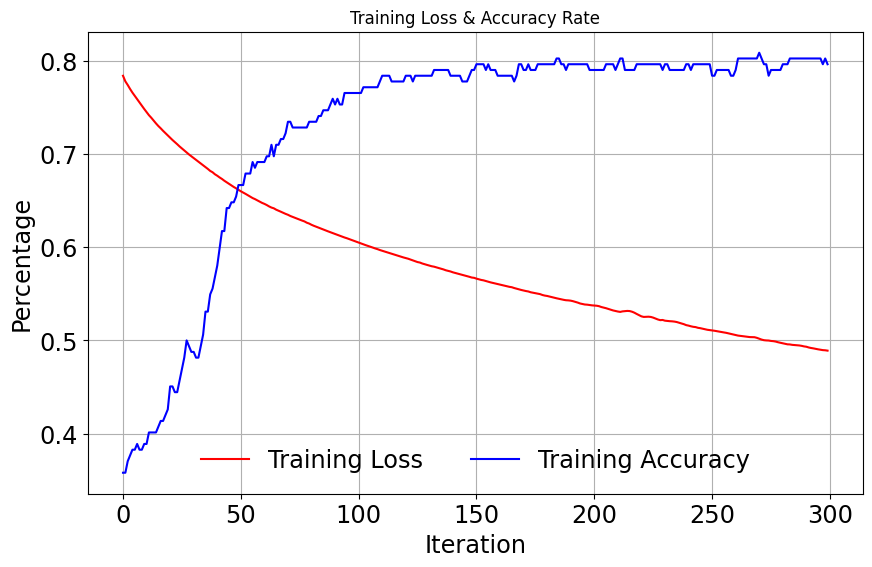 Training Loss & Accuracy Rate
0.8
0.7
0.6
0.5
0.4
Percentage
Training Loss Training Accuracy
0 50 100 150 200 250 300
Iteration